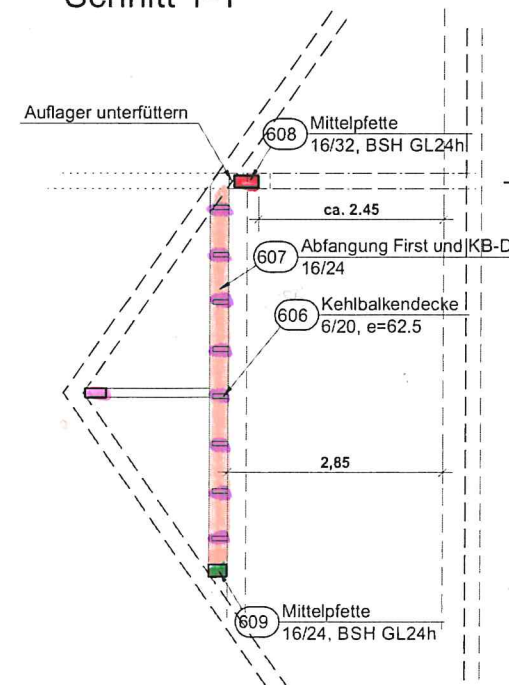 Schnitt 1-1
Auflager unterfüttern
608
Mittelpfette
16/32, BSH GL24h
ca. 2.45
607
Abfangung First und KB-D
16/24
606
Kehlbalkendecke
6/20, e=62.5
2,85
609
Mittelpfette
16/24, BSH GL24h